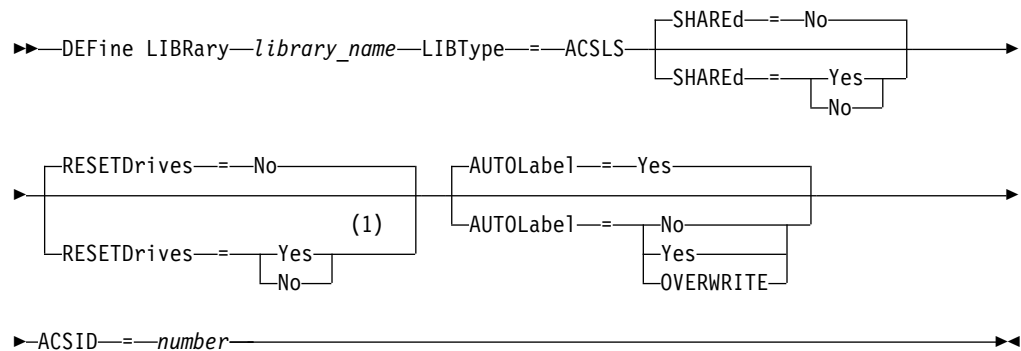 SHAREd = No
DEFine LIBRary library_name LIBType = ACSLS
SHAREd = Yes
No
RESETDrives = No
AUTOLabel = Yes
(1)
RESETDrives = Yes
No
AUTOLabel = No
Yes
OVERWRITE
ACSID = number